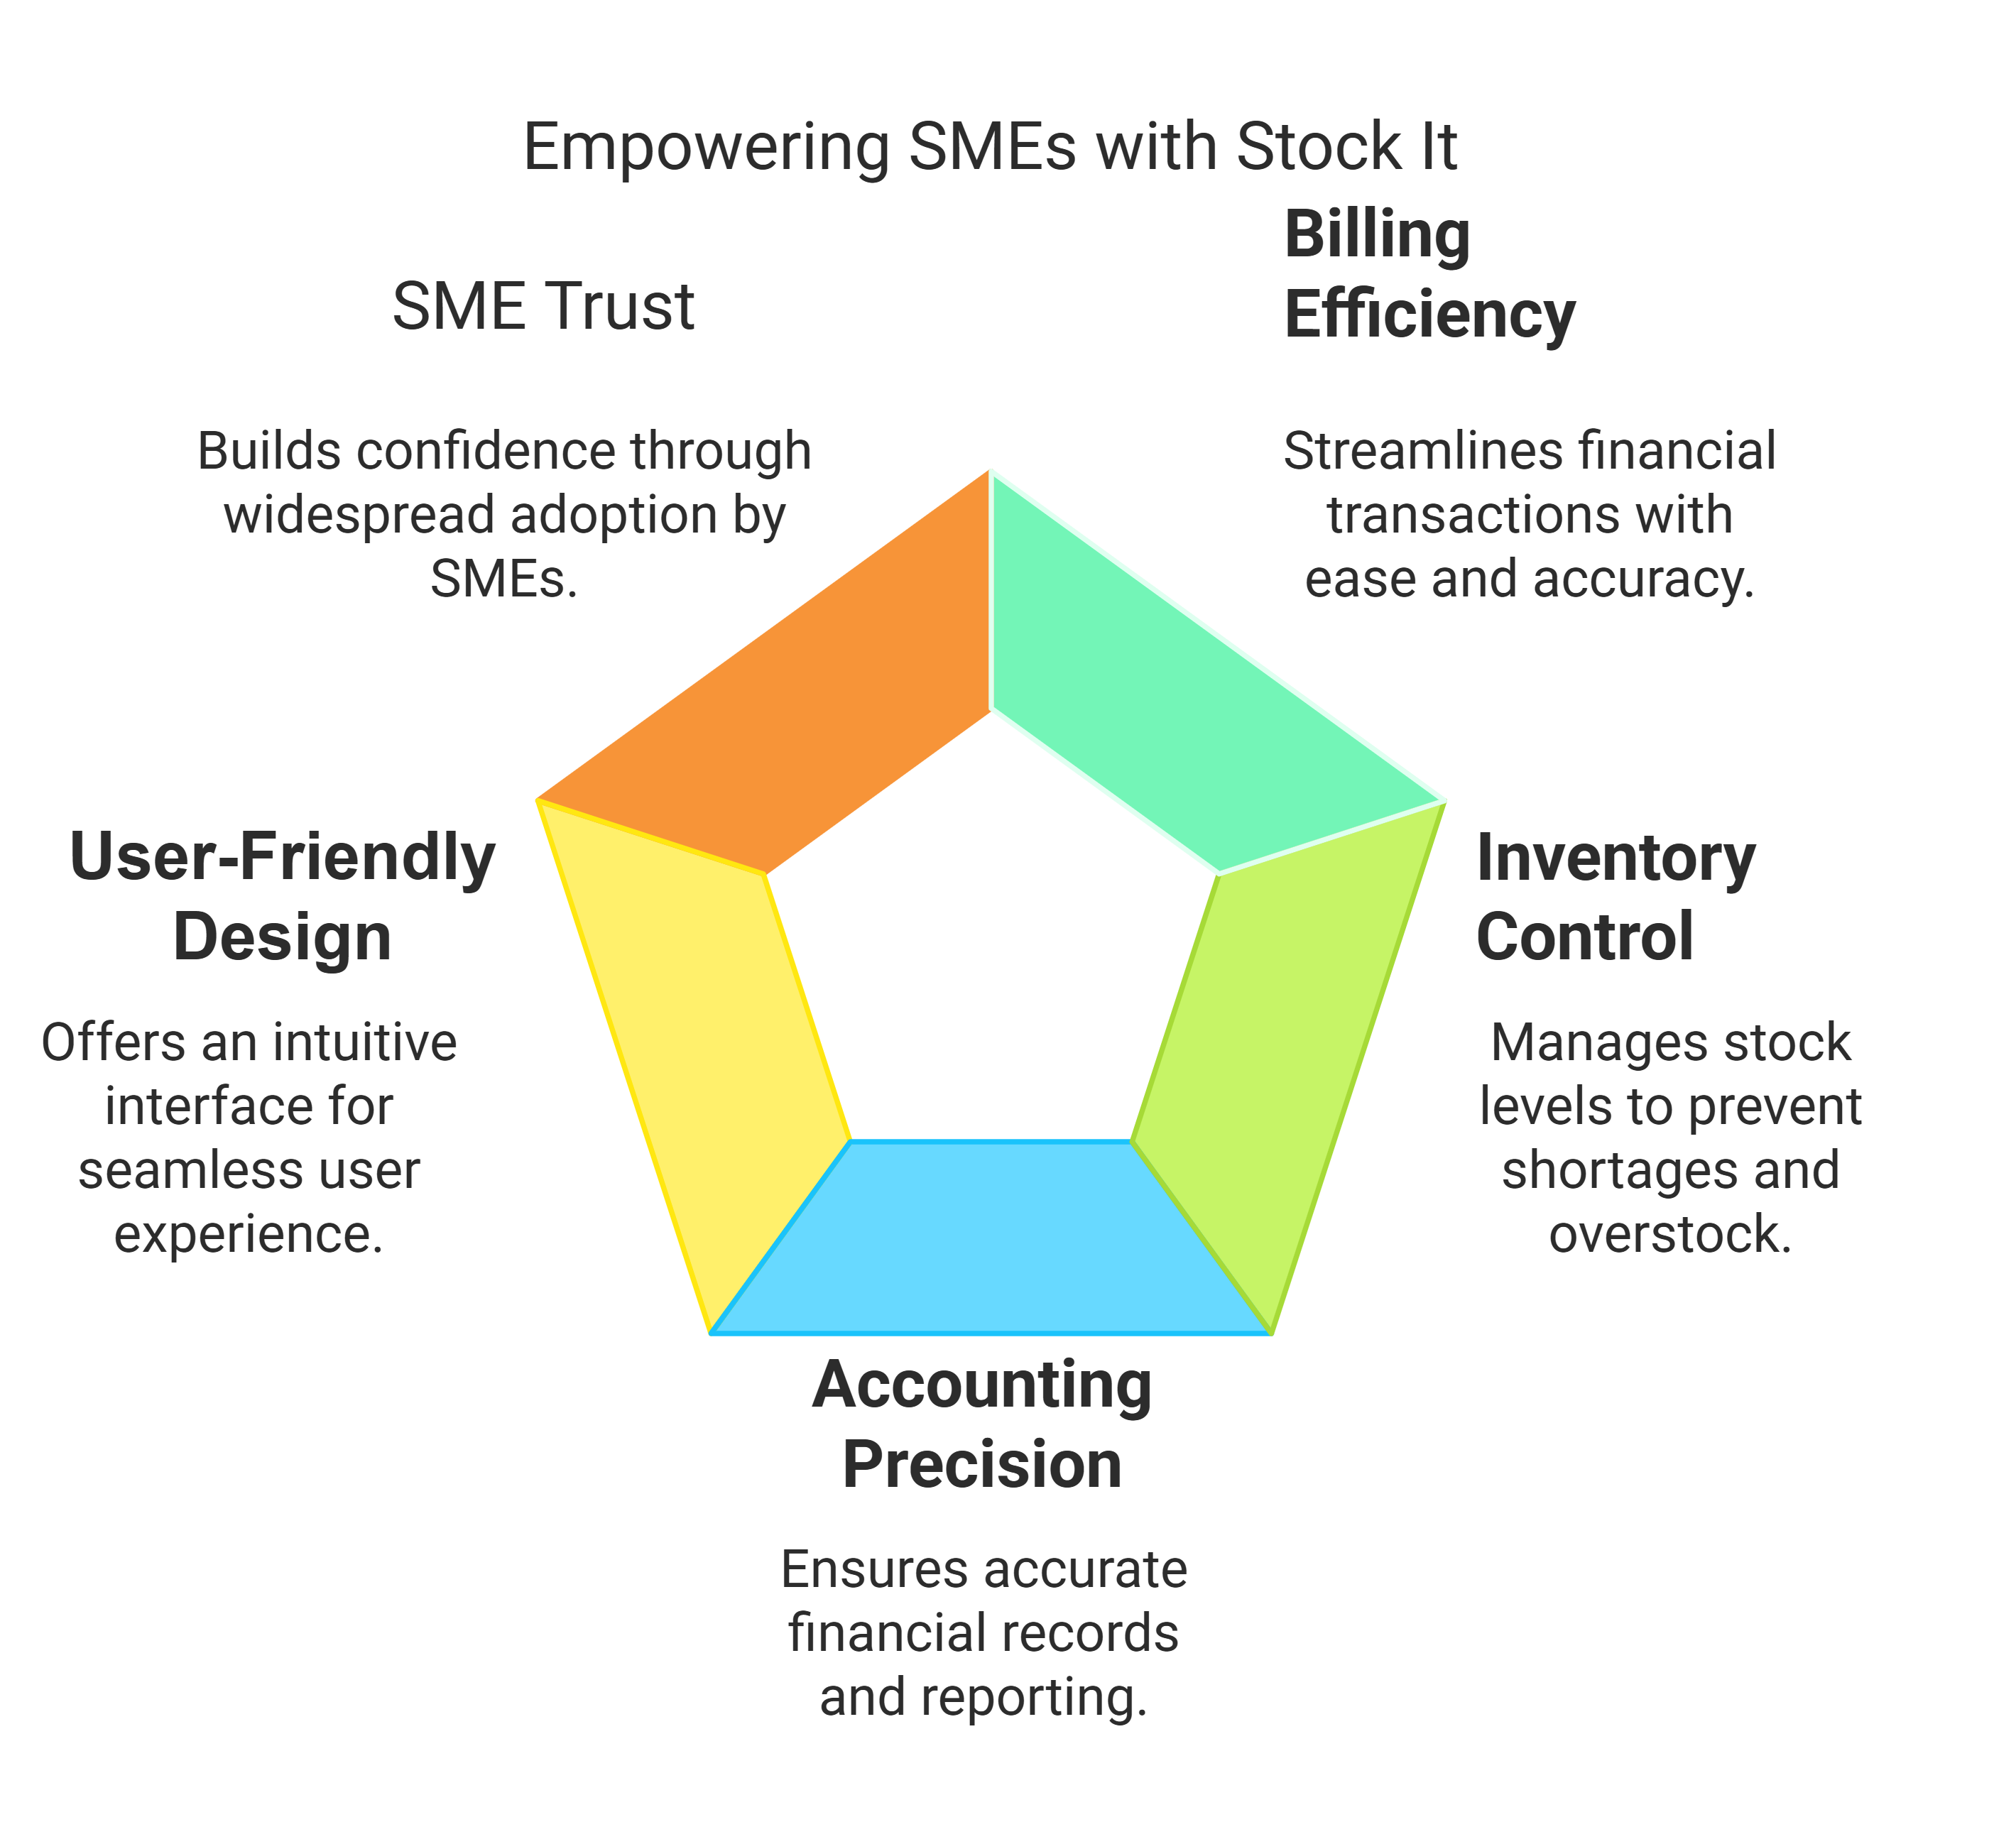 Empowering SMEs with Stock It
SME Trust
Builds confidence through
widespread adoption by
SMEs.
Billing
Efficiency
Streamlines financial
transactions with
ease and accuracy.
User-Friendly
Design
Offers an intuitive
interface for
seamless user
experience.
Inventory
Control
Manages stock
levels to prevent
shortages and
overstock.
Accounting
Precision
Ensures accurate
financial records
and reporting.